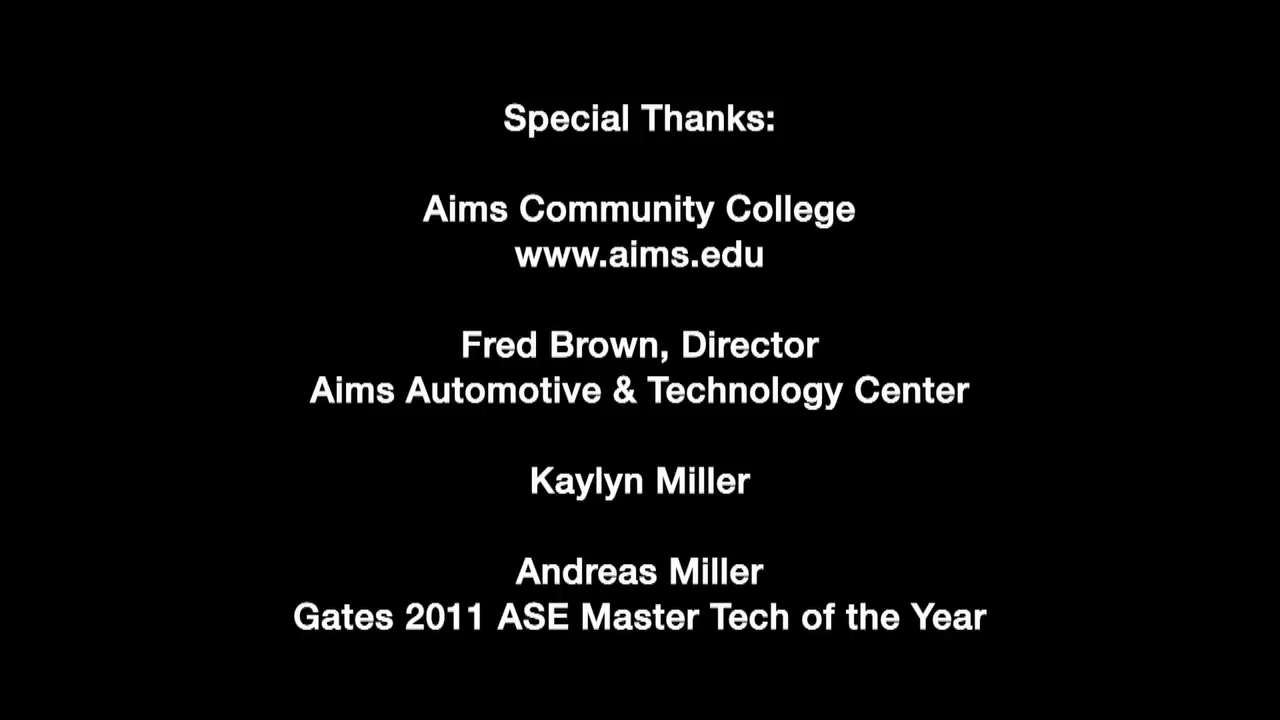 Special Thanks:
Aims Community College
www.aims.edu
Fred Brown, Director
Aims Automotive & Technology Center
Kaylyn Miller
Andreas Miller
Gates 2011 ASE Master Tech of the Year